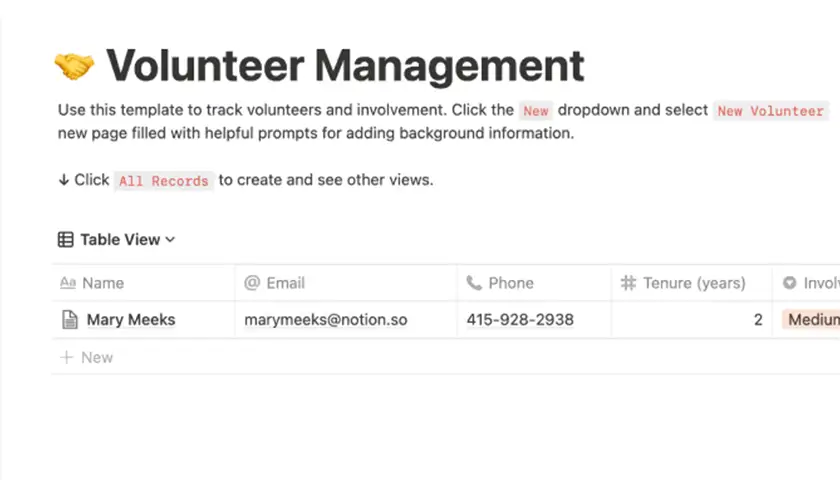 Volunteer Management
Use this template to track volunteers and involvement. Click the New dropdown and select New Volunteer
new page filled with helpful prompts for adding background information.
↓ Click All Records to create and see other views.
Table View
Aa Name @ Email Phone # Tenure (years)
Mary Meeks marymeeks@notion.so 415-928-2938 2
+ New